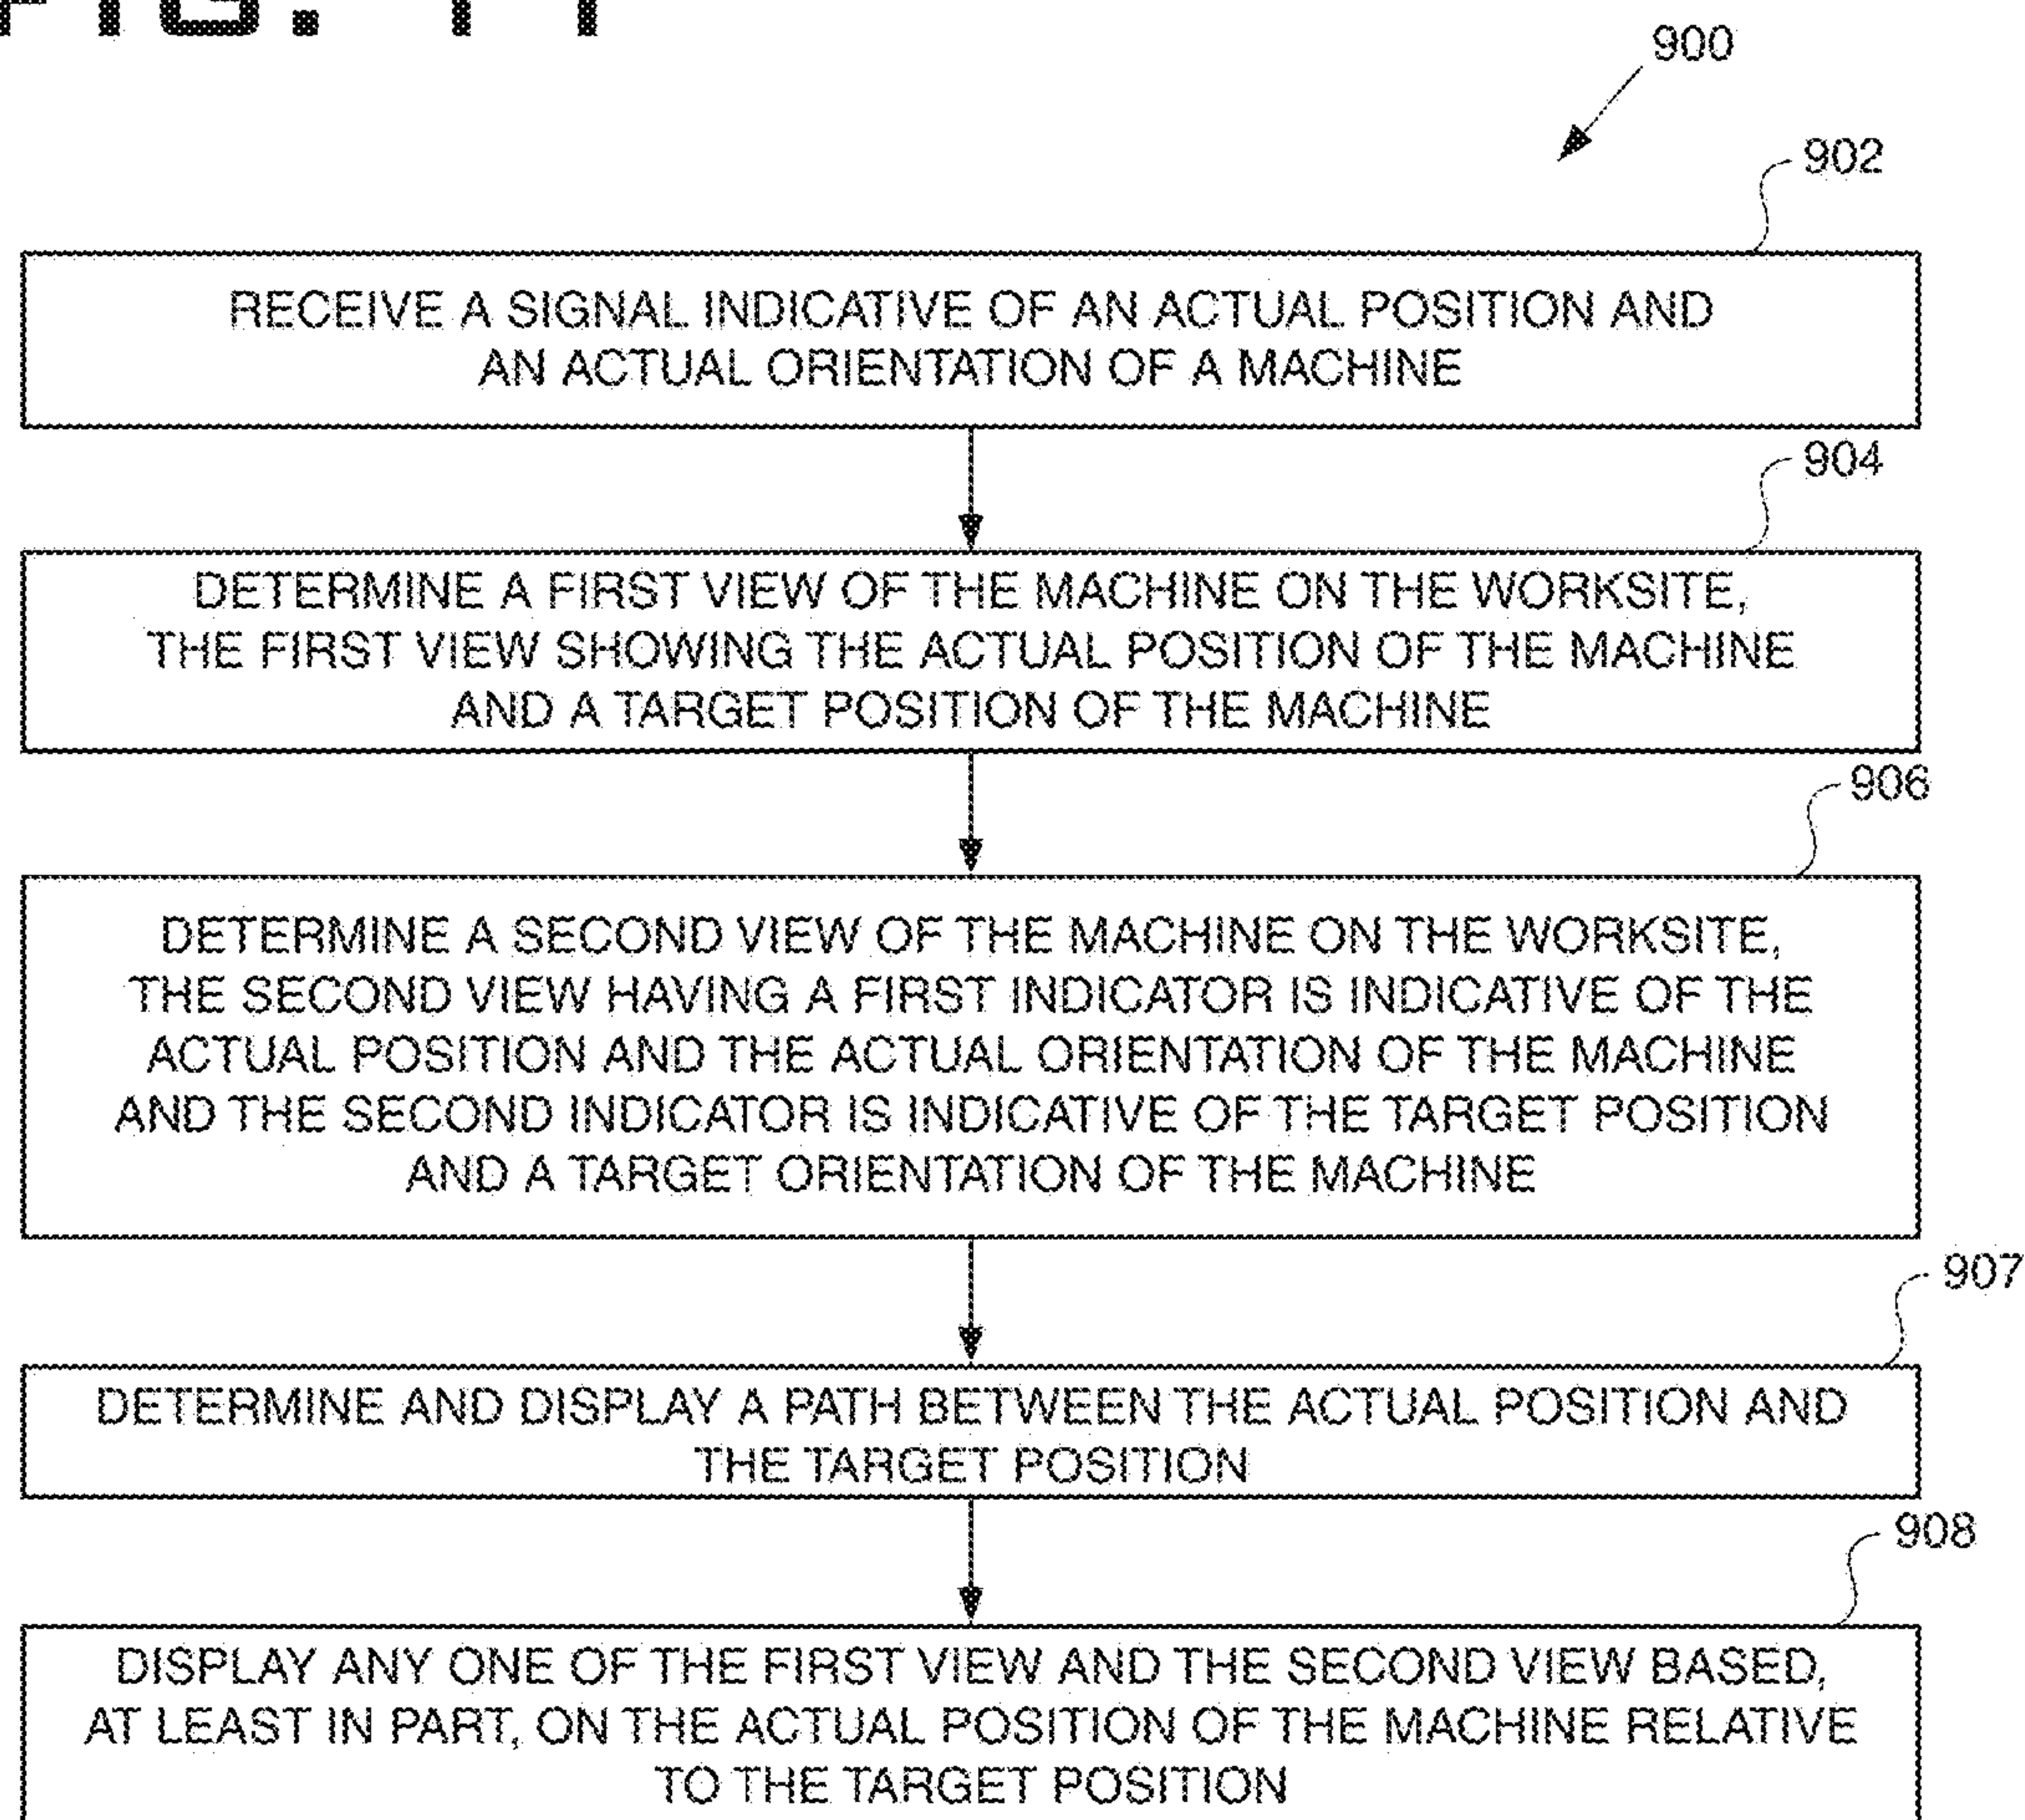 FIG. 11
900
902
RECEIVE A SIGNAL INDICATIVE OF AN ACTUAL POSITION AND
AN ACTUAL ORIENTATION OF A MACHINE
904
DETERMINE A FIRST VIEW OF THE MACHINE ON THE WORKSITE,
THE FIRST VIEW SHOWING THE ACTUAL POSITION OF THE MACHINE
AND A TARGET POSITION OF THE MACHINE
906
DETERMINE A SECOND VIEW OF THE MACHINE ON THE WORKSITE,
THE SECOND VIEW HAVING A FIRST INDICATOR IS INDICATIVE OF THE
ACTUAL POSITION AND THE ACTUAL ORIENTATION OF THE MACHINE
AND THE SECOND INDICATOR IS INDICATIVE OF THE TARGET POSITION
AND A TARGET ORIENTATION OF THE MACHINE
907
DETERMINE AND DISPLAY A PATH BETWEEN THE ACTUAL POSITION AND
THE TARGET POSITION
908
DISPLAY ANY ONE OF THE FIRST VIEW AND THE SECOND VIEW BASED,
AT LEAST IN PART, ON THE ACTUAL POSITION OF THE MACHINE RELATIVE
TO THE TARGET POSITION